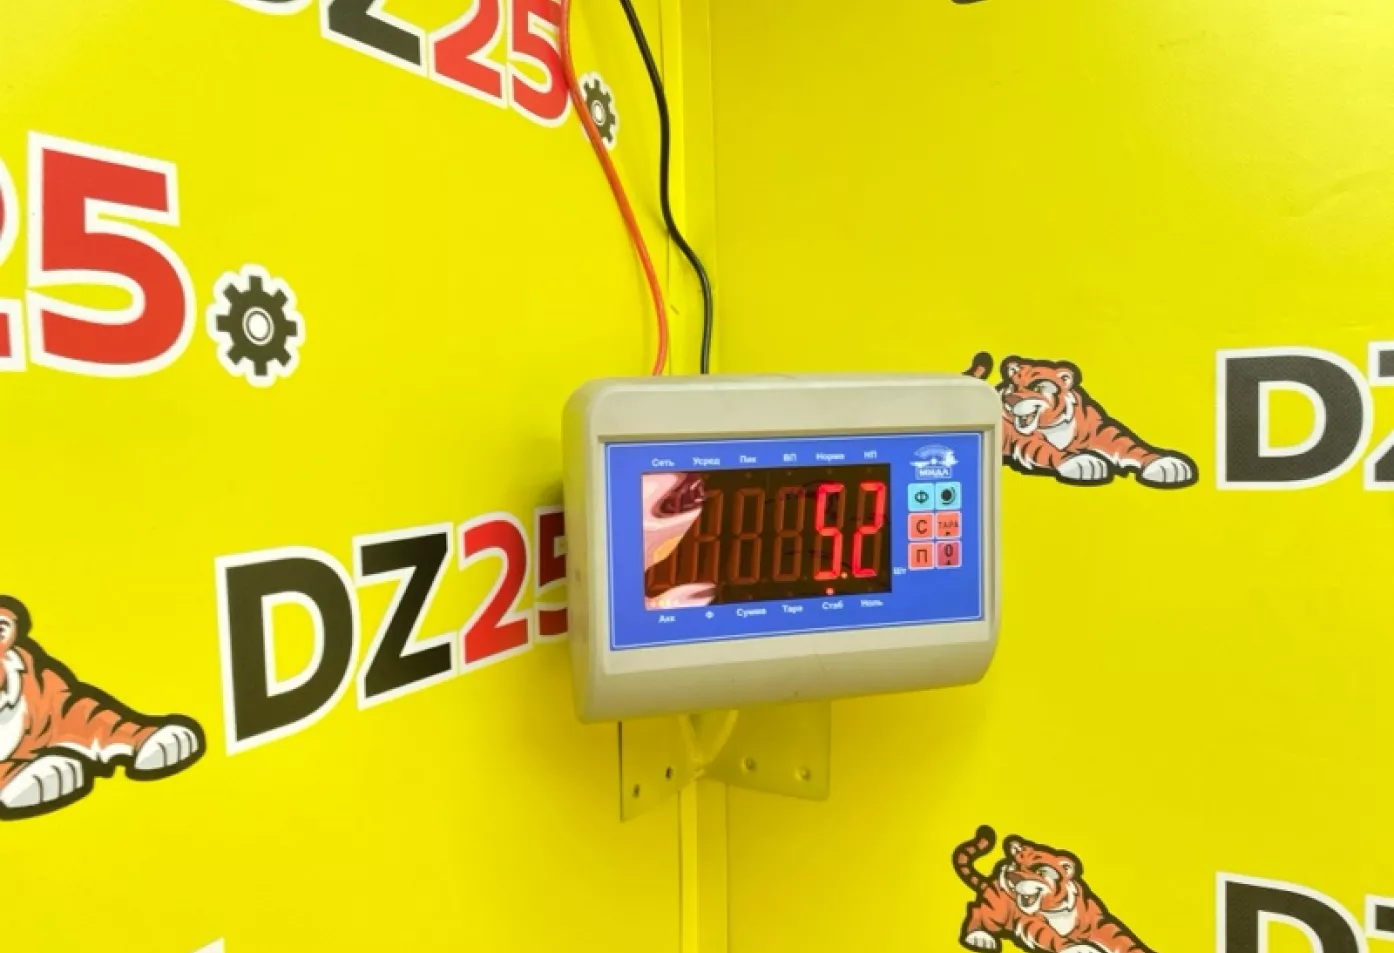 DZ25
25
DZ
DZ25
Сеть Усред Пик ВП Норма НП
МИДЛ
5.2
Ф
С ТАРА
П 0
Шт
Акк Ф Сумма Тара Стаб Ноль
DZ